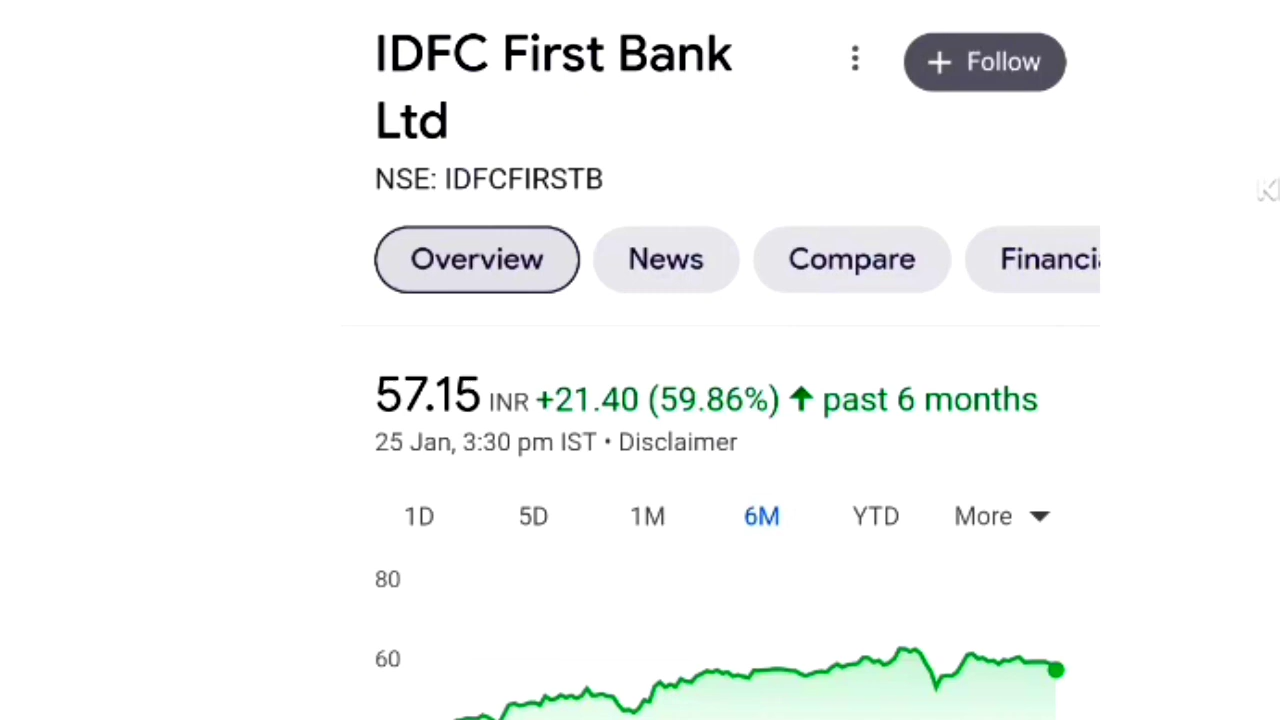 IDFC First Bank
Ltd
+ Follow
NSE: IDFCFIRSTB
Overview News Compare
57.15 INR +21.40 (59.86%) ↑ past 6 months
25 Jan, 3:30 pm IST • Disclaimer
1D 5D 1M 6M YTD More
80
60